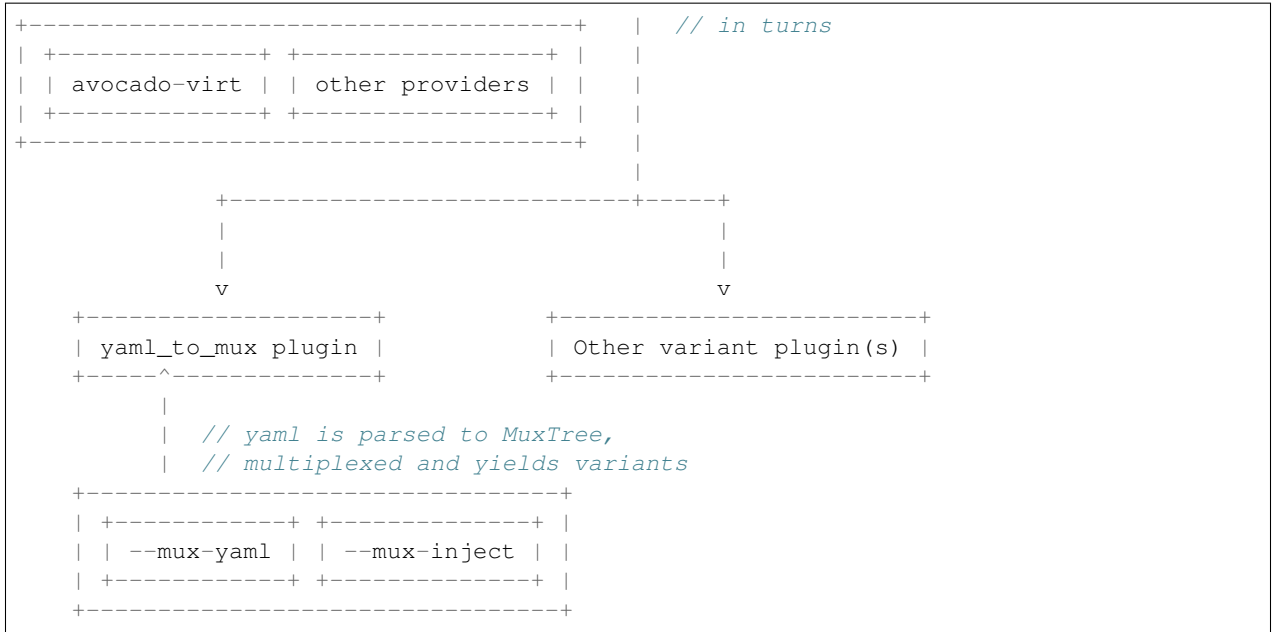 +--------------------------------------+   |  // in turns
| +--------------+ +-----------------+ |   |
| | avocado-virt | | other providers | |   |
| +--------------+ +-----------------+ |   |
+--------------------------------------+   |
                                           |
              +----------------------------+-----+
              |                                  |
              |                                  |
              v                                  v
    +--------------------+           +-------------------------+
    | yaml_to_mux plugin |           | Other variant plugin(s) |
    +-----^--------------+           +-------------------------+
          |
          |  // yaml is parsed to MuxTree,
          |  // multiplexed and yields variants
    +---------------------------------+
    | +------------+ +--------------+ |
    | | --mux-yaml | | --mux-inject | |
    | +------------+ +--------------+ |
    +---------------------------------+